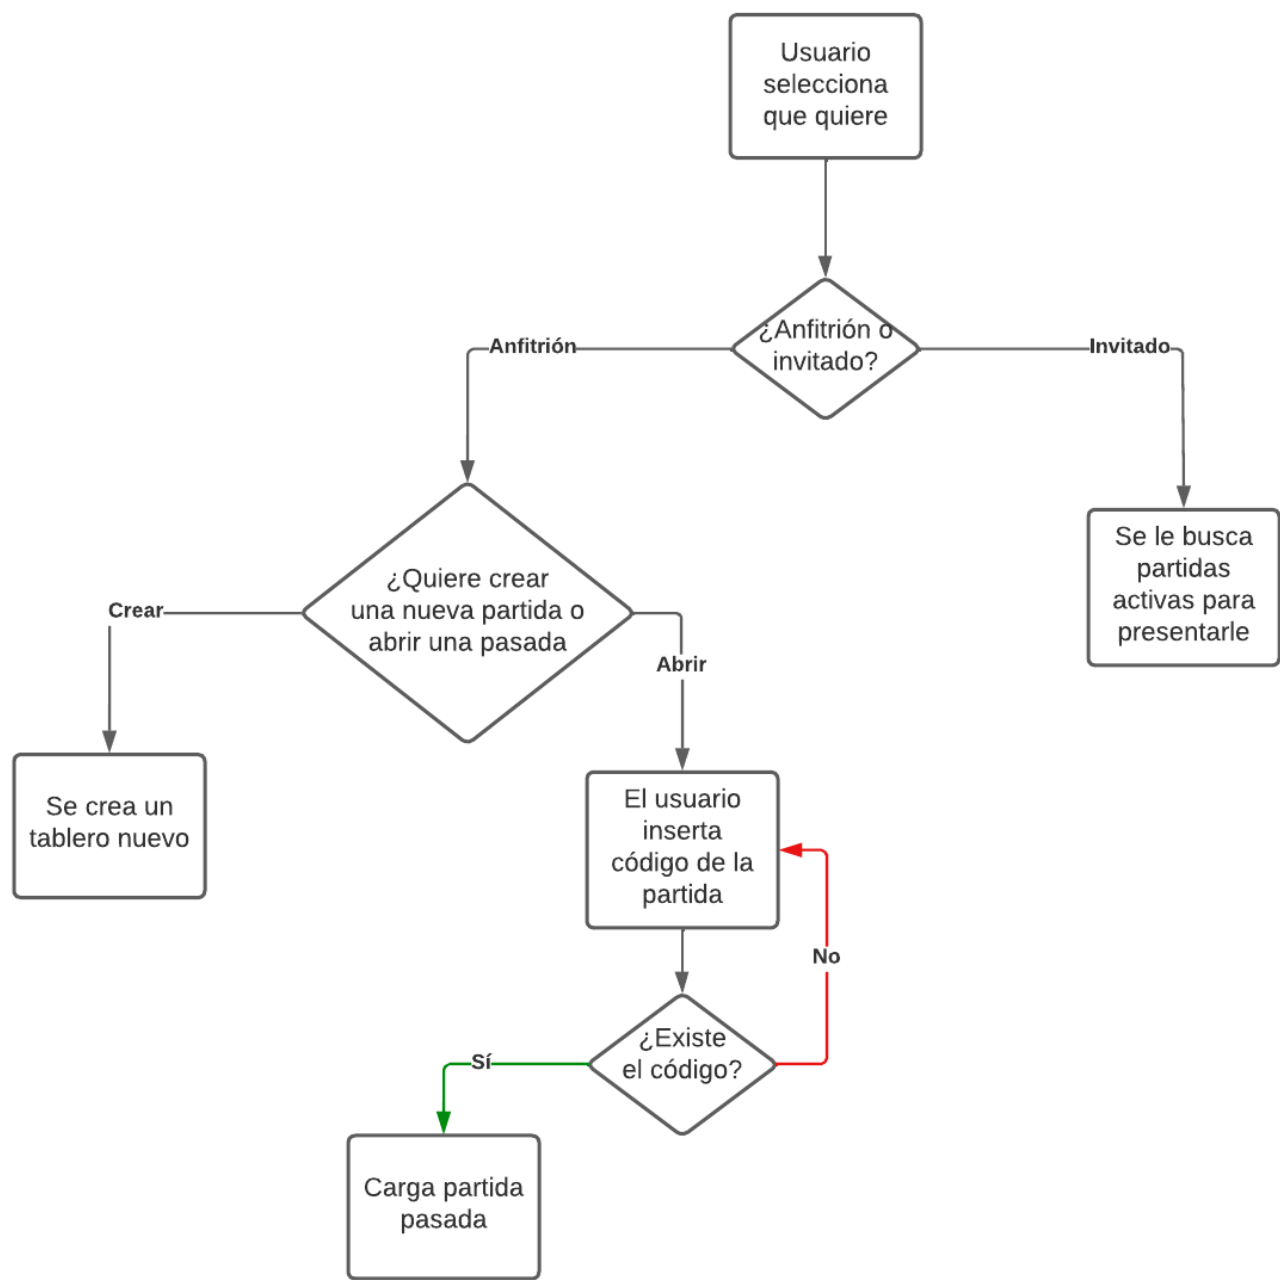 Usuario
selecciona
que quiere
¿Anfitrión o
invitado?
Anfitrión
Invitado
¿Quiere crear
una nueva partida o
abrir una pasada
Se le busca
partidas
activas para
presentarle
Crear
Abrir
Se crea un
tablero nuevo
El usuario
inserta
código de la
partida
No
¿Existe
el código?
Sí
Carga partida
pasada